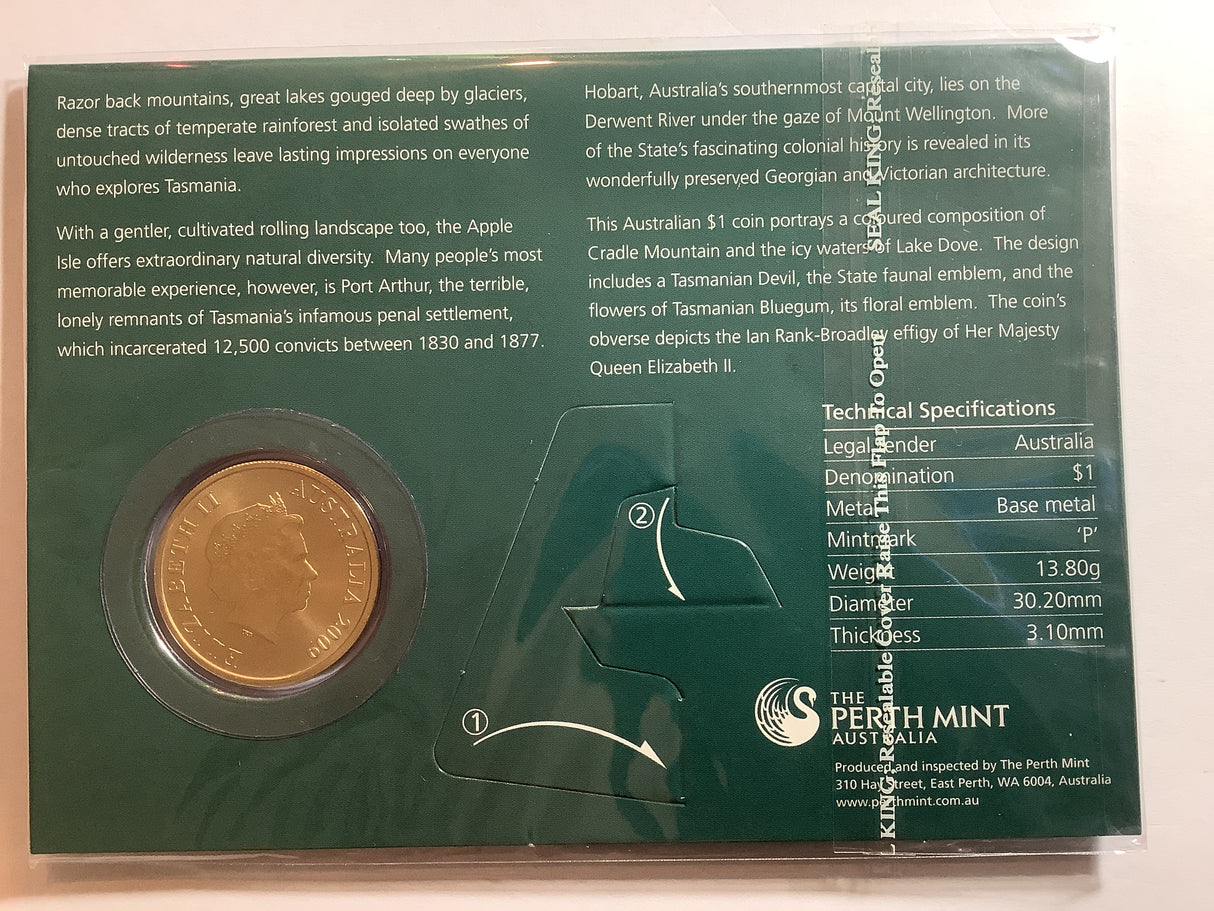 Razor back mountains, great lakes gouged deep by glaciers,
dense tracts of temperate rainforest and isolated swathes of
untouched wilderness leave lasting impressions on everyone
who explores Tasmania.
With a gentler, cultivated rolling landscape too, the Apple
Isle offers extraordinary natural diversity. Many people's most
memorable experience, however, is Port Arthur, the terrible,
lonely remnants of Tasmania's infamous penal settlement,
which incarcerated 12,500 convicts between 1830 and 1877.
Hobart, Australia's southernmost capital city, lies on the
Derwent River under the gaze of Mount Wellington. More
of the State's fascinating colonial history is revealed in its
wonderfully preserved Georgian and Victorian architecture.
This Australian $1 coin portrays a coloured composition of
Cradle Mountain and the icy waters of Lake Dove. The design
includes a Tasmanian Devil, the State faunal emblem, and the
flowers of Tasmanian Bluegum, its floral emblem. The coin's
obverse depicts the Ian Rank-Broadley effigy of Her Majesty
Queen Elizabeth II.
ELIZABETH II AUSTRALIA 2009
②
①
Technical Specifications
Legal Tender Australia
Denomination $1
Metal Base metal
Mintmark 'P'
Weight 13.80g
Diameter 30.20mm
Thickness 3.10mm
THE
PERTH MINT
AUSTRALIA
Produced and inspected by The Perth Mint
310 Hay Street, East Perth, WA 6004, Australia
www.perthmint.com.au
L KING: Resealable Cover Raise This Flap To Open
SEAL KING: Reseal